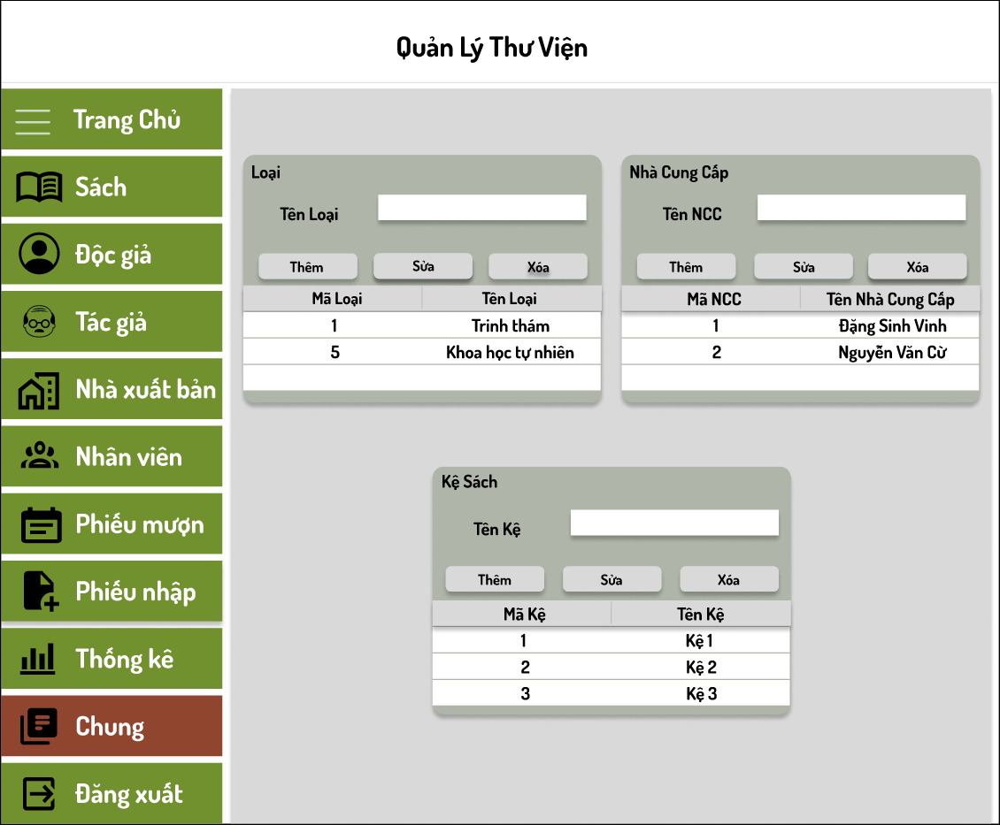 Quản Lý Thư Viện
Trang Chủ
Sách
Độc giả
Tác giả
Nhà xuất bản
Nhân viên
Phiếu mượn
Phiếu nhập
Thống kê
Chung
Đăng xuất
Loại
Tên Loại
Thêm Sửa Xóa
Mã Loại Tên Loại
1 Trinh thám
5 Khoa học tự nhiên
Nhà Cung Cấp
Tên NCC
Thêm Sửa Xóa
Mã NCC Tên Nhà Cung Cấp
1 Đặng Sinh Vinh
2 Nguyễn Văn Cừ
Kệ Sách
Tên Kệ
Thêm Sửa Xóa
Mã Kệ Tên Kệ
1 Kệ 1
2 Kệ 2
3 Kệ 3